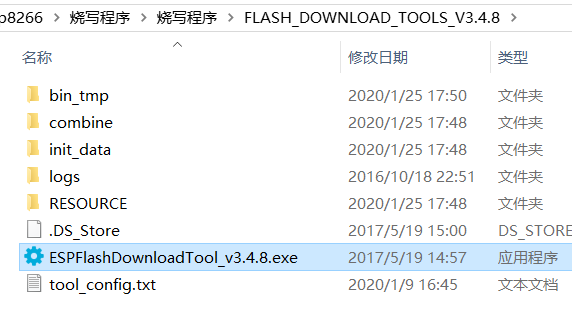 p8266 > 烧写程序 > 烧写程序 > FLASH_DOWNLOAD_TOOLS_V3.4.8 >
名称 修改日期 类型
bin_tmp 2020/1/25 17:50 文件夹
combine 2020/1/25 17:48 文件夹
init_data 2020/1/25 17:48 文件夹
logs 2016/10/18 22:51 文件夹
RESOURCE 2020/1/25 17:48 文件夹
.DS_Store 2017/5/19 15:00 DS_STORE
ESPFlashDownloadTool_v3.4.8.exe 2017/5/19 14:57 应用程序
tool_config.txt 2020/1/9 16:45 文本文档